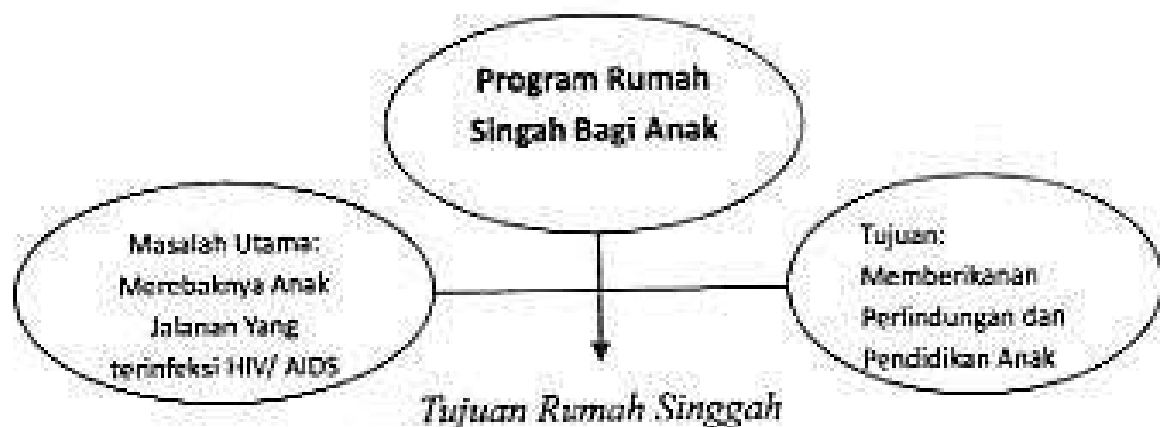 Program Rumah
Singah Bagi Anak
Masalah Utama:
Merebaknya Anak
Jalanan Yang
terinfeksi HIV/ AIDS
Tujuan:
Memberikanan
Perlindungan dan
Pendidikan Anak
Tujuan Rumah Singgah